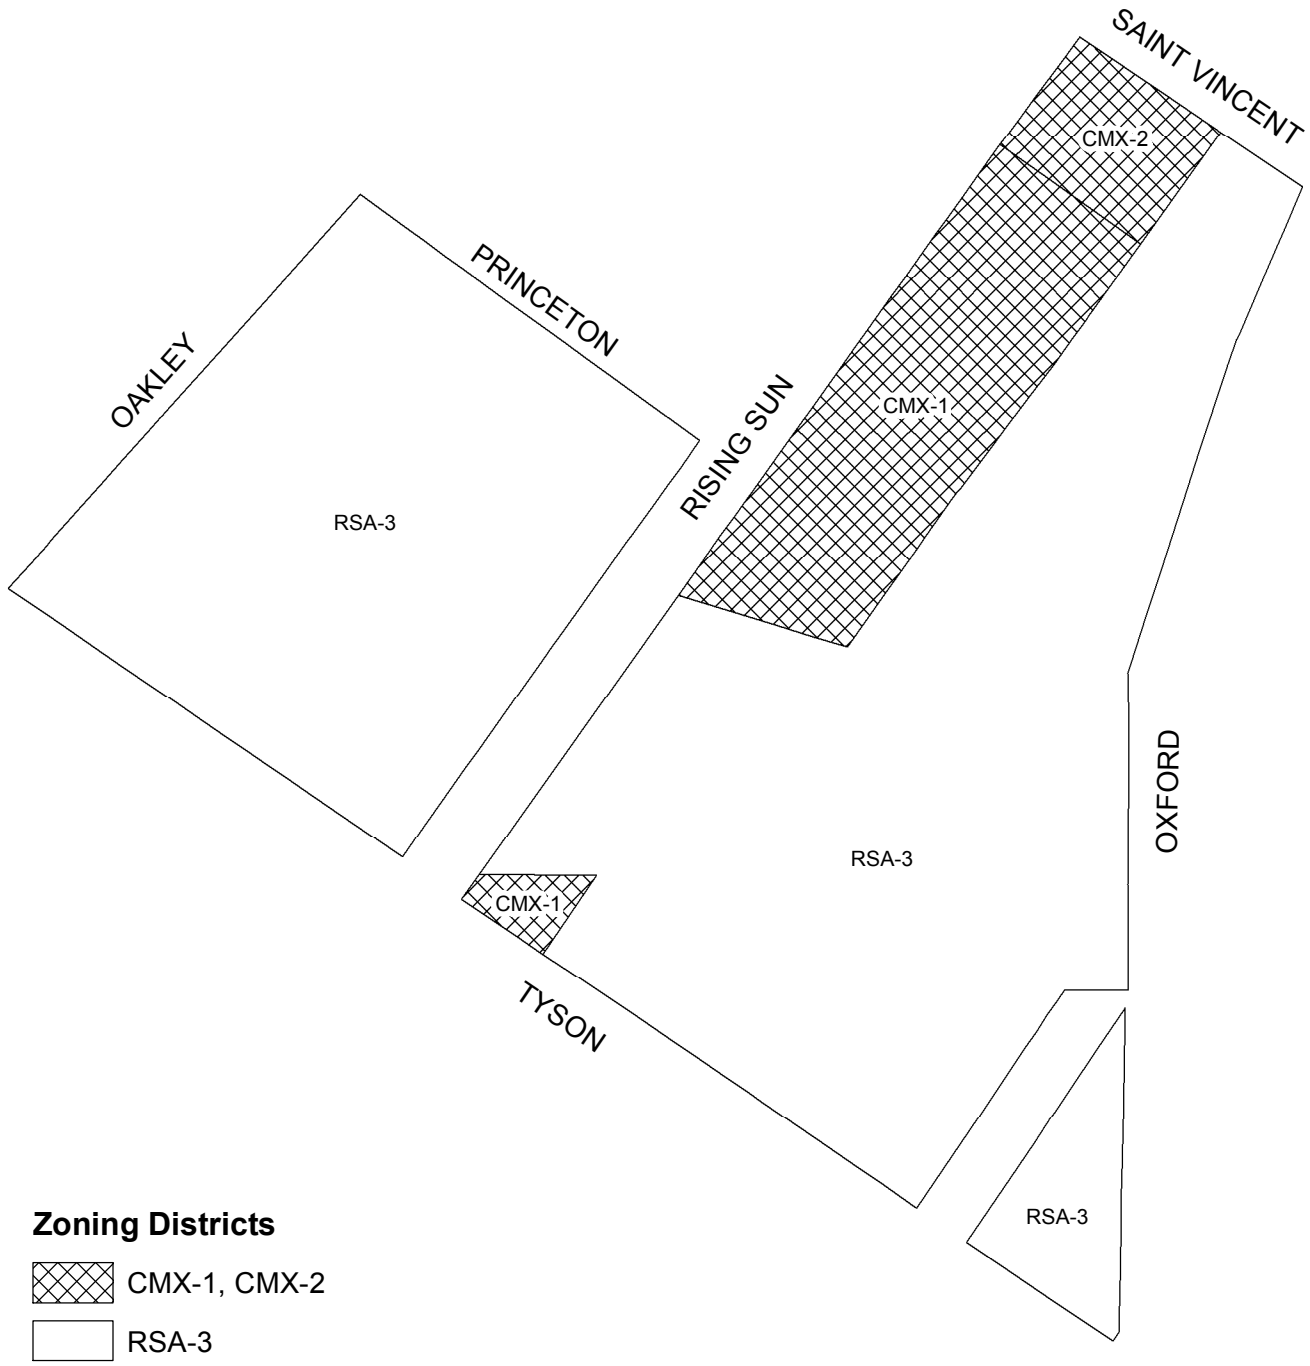 SAINT VINCENT
CMX-2
PRINCETON
OAKLEY
RISING SUN
CMX-1
RSA-3
OXFORD
RSA-3
CMX-1
TYSON
RSA-3
Zoning Districts
CMX-1, CMX-2
RSA-3